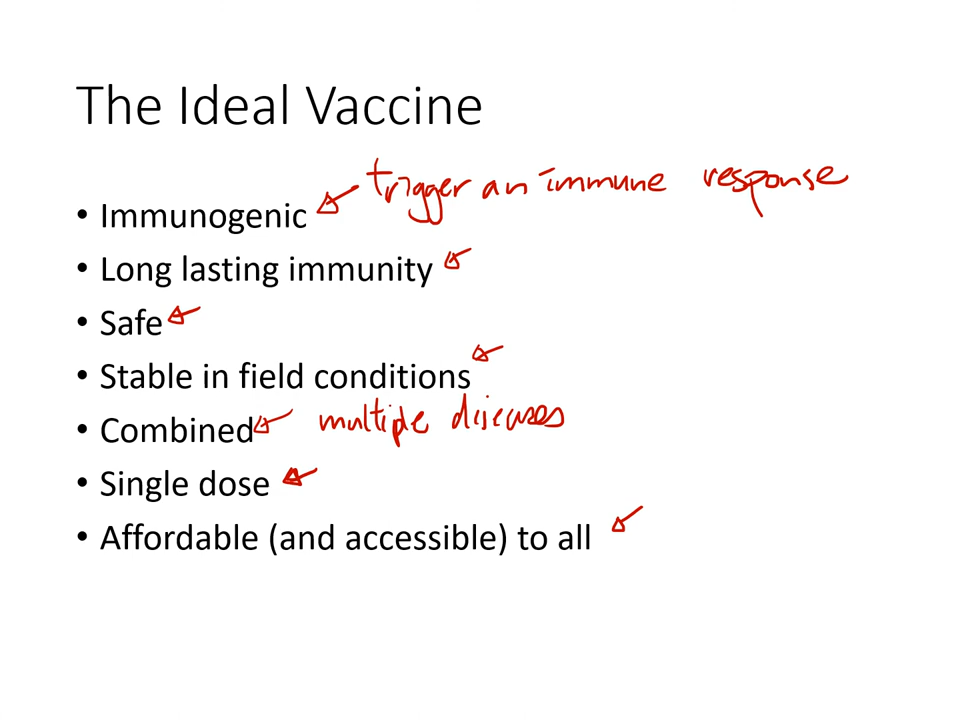 The Ideal Vaccine
trigger an immune response
• Immunogenic
• Long lasting immunity
• Safe
• Stable in field conditions
• Combined multiple diseases
• Single dose
• Affordable (and accessible) to all